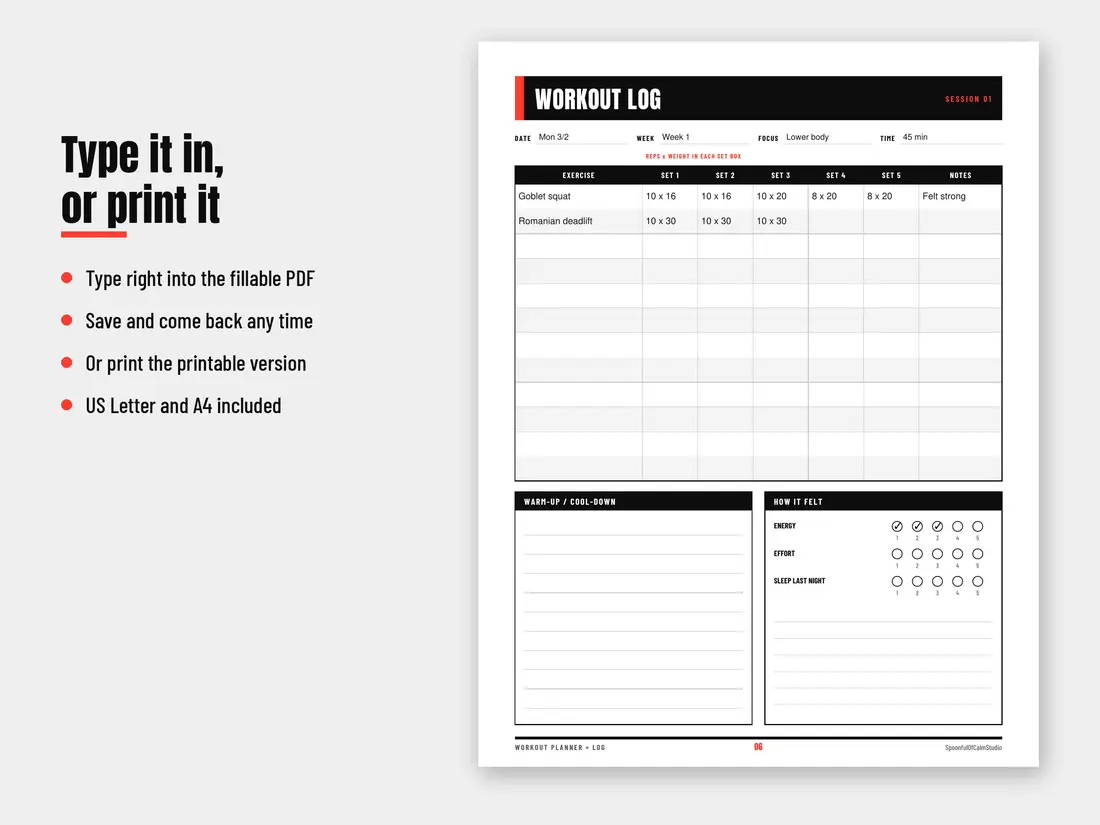 Type it in,
or print it
Type right into the fillable PDF
Save and come back any time
Or print the printable version
US Letter and A4 included
WORKOUT LOG
SESSION 01
DATE Mon 3/2 WEEK Week 1 FOCUS Lower body TIME 45 min
REPS x WEIGHT IN EACH SET BOX
EXERCISE SET 1 SET 2 SET 3 SET 4 SET 5 NOTES
Goblet squat 10 x 16 10 x 16 10 x 20 8 x 20 8 x 20 Felt strong
Romanian deadlift 10 x 30 10 x 30 10 x 30
WARM-UP / COOL-DOWN
HOW IT FELT
ENERGY
1 2 3 4 5
EFFORT
1 2 3 4 5
SLEEP LAST NIGHT
1 2 3 4 5
WORKOUT PLANNER + LOG 06 SpoonfulOfCalmStudio